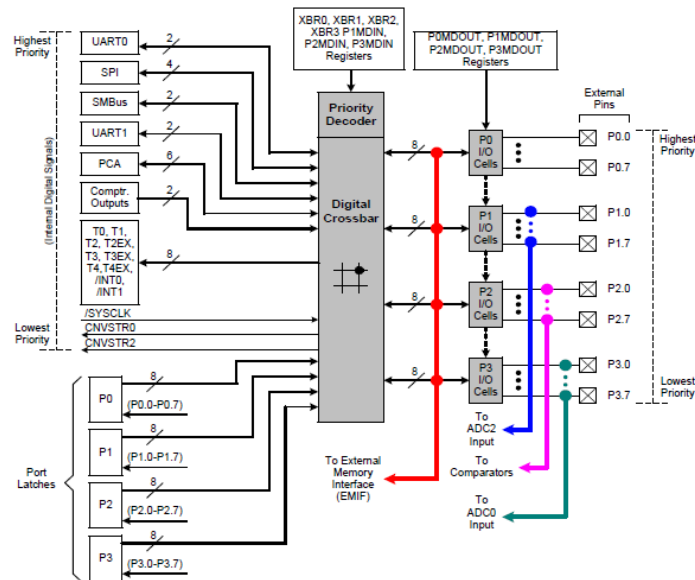 XBR0, XBR1, XBR2,
XBR3 P1MDIN,
P2MDIN, P3MDIN
Registers
P0MDOUT, P1MDOUT,
P2MDOUT, P3MDOUT
Registers
Highest
Priority
UART0
2
SPI
4
SMBus
2
UART1
2
PCA
6
Comptr.
Outputs
2
(Internal Digital Signals)
T0, T1,
T2, T2EX,
T3, T3EX,
T4,T4EX,
/INT0,
/INT1
8
/SYSCLK
CNVSTR0
CNVSTR2
Lowest
Priority
Priority
Decoder
Digital
Crossbar
8
8
8
8
P0
I/O
Cells
P1
I/O
Cells
P2
I/O
Cells
P3
I/O
Cells
External
Pins
P0.0
P0.7
P1.0
P1.7
P2.0
P2.7
P3.0
P3.7
Highest
Priority
Lowest
Priority
Port
Latches
P0
8
(P0.0-P0.7)
P1
8
(P1.0-P1.7)
P2
8
(P2.0-P2.7)
P3
8
(P3.0-P3.7)
To External
Memory
Interface
(EMIF)
To
ADC2
Input
To
Comparators
To
ADC0
Input